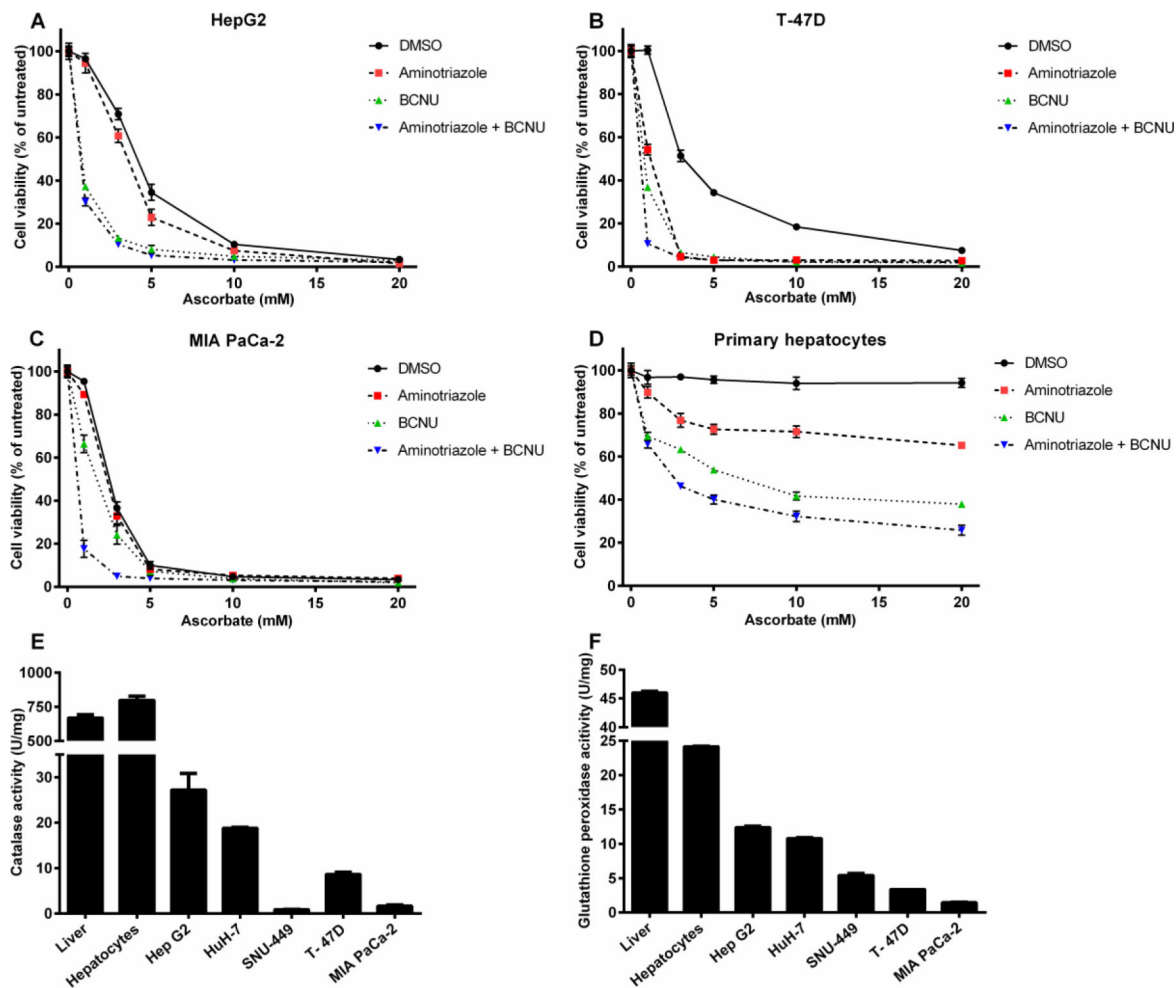 A
HepG2
Cell viability (% of untreated)
100
80
60
40
20
0
0
5
10
15
20
Ascorbate (mM)
DMSO
Aminotriazole
BCNU
Aminotriazole + BCNU
B
T-47D
Cell viability (% of untreated)
100
80
60
40
20
0
0
5
10
15
20
Ascorbate (mM)
DMSO
Aminotriazole
BCNU
Aminotriazole + BCNU
C
MIA PaCa-2
Cell viability (% of untreated)
100
80
60
40
20
0
0
5
10
15
20
Ascorbate (mM)
DMSO
Aminotriazole
BCNU
Aminotriazole + BCNU
D
Primary hepatocytes
Cell viability (% of untreated)
100
80
60
40
20
0
0
5
10
15
20
Ascorbate (mM)
DMSO
Aminotriazole
BCNU
Aminotriazole + BCNU
E
Catalase activity (U/mg)
1000
750
500
30
20
10
0
Liver
Hepatocytes
Hep G2
HuH-7
SNU-449
T- 47D
MIA PaCa-2
F
Glutathione peroxidase acitivity (U/mg)
50
45
40
25
20
15
10
5
0
Liver
Hepatocytes
Hep G2
HuH-7
SNU-449
T- 47D
MIA PaCa-2